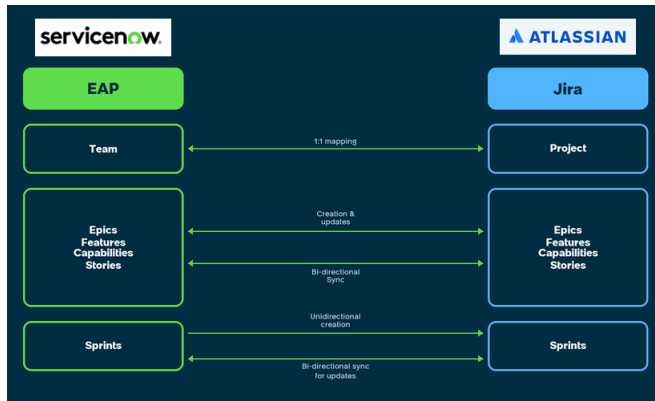 servicenow.
ATLASSIAN
EAP
Jira
Team
1:1 mapping
Project
Epics
Features
Capabilities
Stories
Creation &
updates
Bi-directional
Sync
Epics
Features
Capabilities
Stories
Sprints
Unidirectional
creation
Bi-directional sync
for updates
Sprints